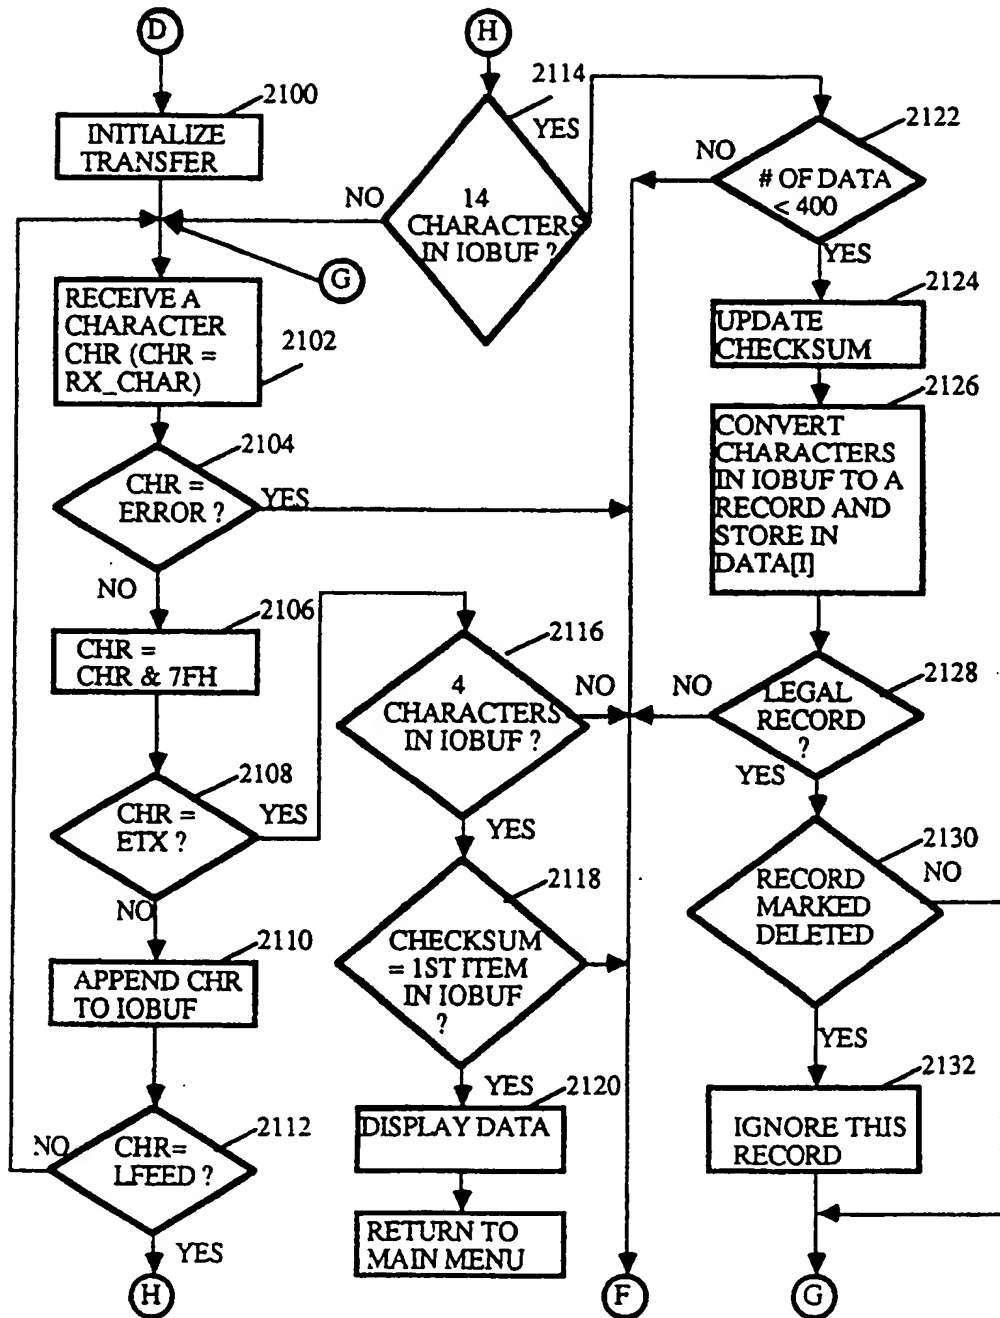 D
2100
INITIALIZE
TRANSFER
G
RECEIVE A
CHARACTER
CHR (CHR =
RX_CHAR)
2102
2104
CHR =
ERROR ?
YES
NO
2106
CHR =
CHR & 7FH
2108
CHR =
ETX ?
YES
NO
2110
APPEND CHR
TO IOBUF
2112
CHR=
LFEED ?
NO
YES
H
H
2114
YES
NO
14
CHARACTERS
IN IOBUF ?
2116
4
CHARACTERS
IN IOBUF ?
NO
YES
2118
CHECKSUM
= 1ST ITEM
IN IOBUF
?
YES
2120
DISPLAY DATA
RETURN TO
MAIN MENU
F
2122
NO
# OF DATA
< 400
YES
2124
UPDATE
CHECKSUM
2126
CONVERT
CHARACTERS
IN IOBUF TO A
RECORD AND
STORE IN
DATA[I]
2128
NO
LEGAL
RECORD
?
YES
2130
NO
RECORD
MARKED
DELETED
YES
2132
IGNORE THIS
RECORD
G